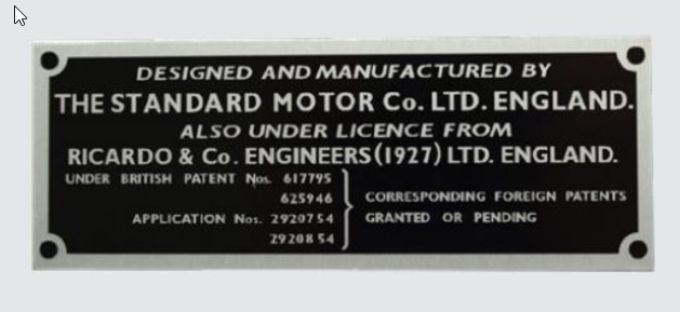 DESIGNED AND MANUFACTURED BY
THE STANDARD MOTOR Co. LTD. ENGLAND.
ALSO UNDER LICENCE FROM
RICARDO & Co. ENGINEERS (1927) LTD. ENGLAND.
UNDER BRITISH PATENT Nos. 617795
625946
APPLICATION Nos. 2920754
2920854
CORRESPONDING FOREIGN PATENTS
GRANTED OR PENDING